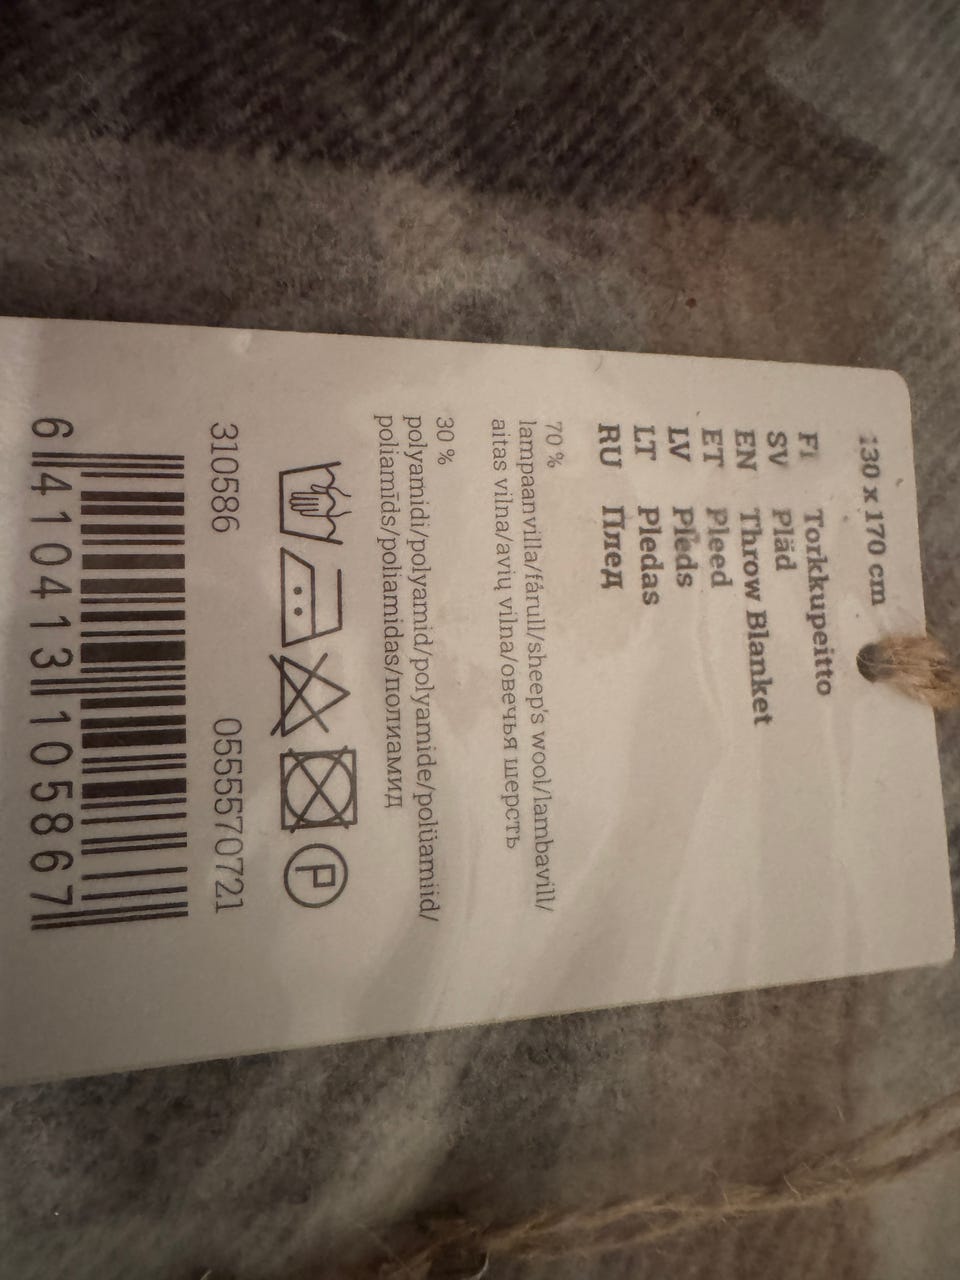 130 x 170 cm
FI Torkkupeitto
SV Pläd
EN Throw Blanket
ET Pleed
LV Pleds
LT Pledas
RU Плед
70 %
lampaanvilla/fårull/sheep's wool/lambavill/
aitas vilna/avių vilna/овечья шерсть
30 %
polyamidi/polyamid/polyamide/polüamiid/
poliamīds/poliamidas/полиамид
P
310586 0555570721
6 410413 105867